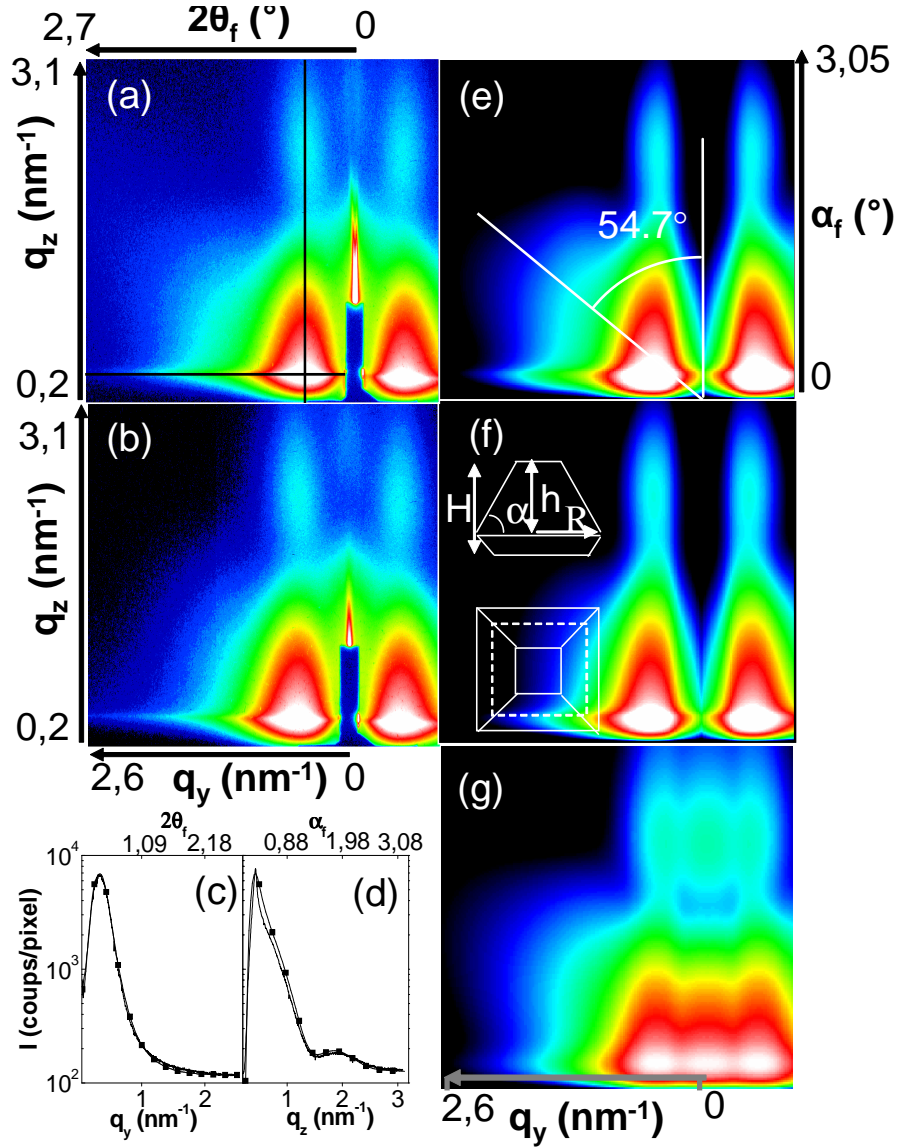 2θf (°)
2,7
0
3,1
(a)
qz (nm-1)
0,2
(e)
3,05
54.7°
αf (°)
0
3,1
(b)
qz (nm-1)
0,2
2,6
qy (nm-1)
0
(f)
H
α
h
R
(g)
2,6
qy (nm-1)
0
2θf
1,09
2,18
αf
0,88
1,98
3,08
(c)
(d)
I (coups/pixel)
10^4
10^3
10^2
1
2
qy (nm-1)
1
2
3
qz (nm-1)